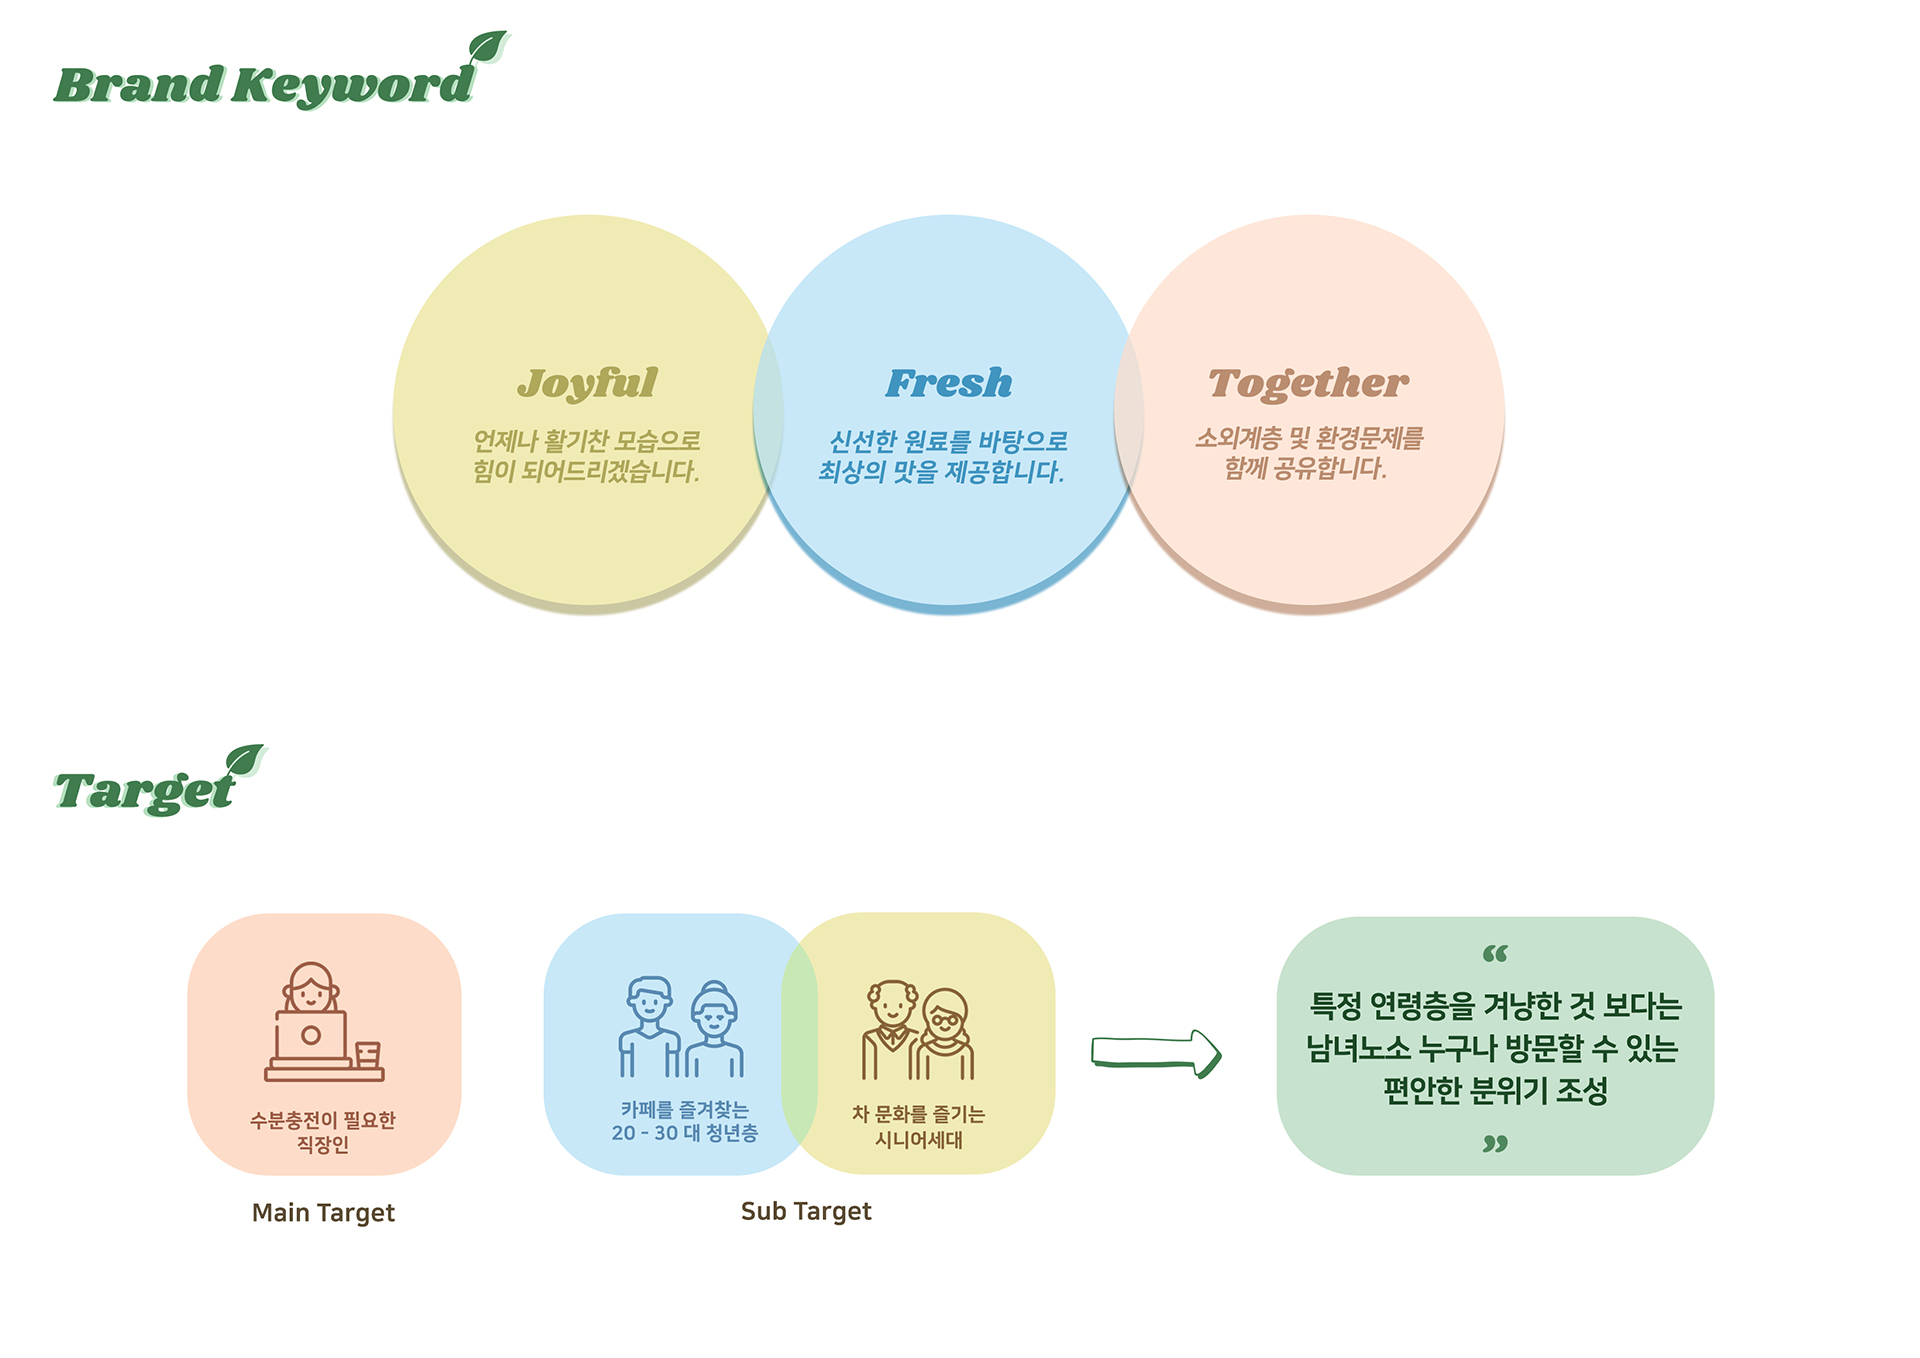 Brand Keyword
Joyful
언제나 활기찬 모습으로
힘이 되어드리겠습니다.
Fresh
신선한 원료를 바탕으로
최상의 맛을 제공합니다.
Together
소외계층 및 환경문제를
함께 공유합니다.
Target
수분충전이 필요한
직장인
Main Target
카페를 즐겨찾는
20 - 30 대 청년층
차 문화를 즐기는
시니어세대
Sub Target
“
특정 연령층을 겨냥한 것 보다는
남녀노소 누구나 방문할 수 있는
편안한 분위기 조성
”